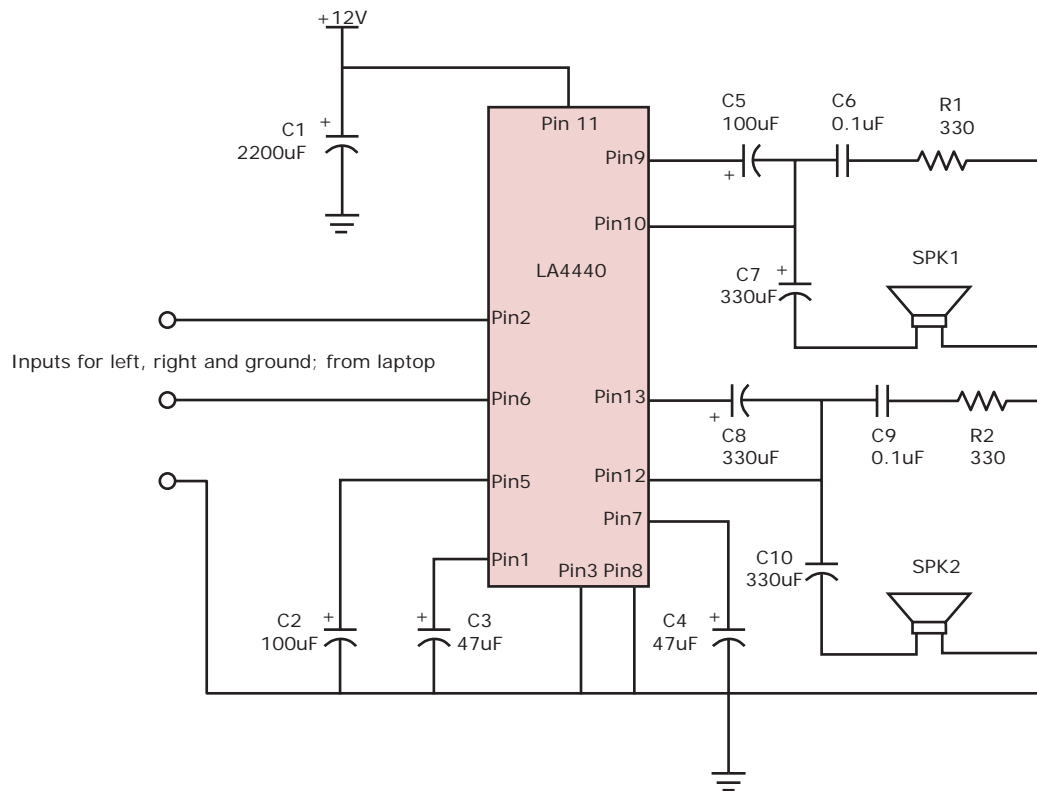 +12V
C1
2200uF
+
Pin 11
Pin9
Pin10
LA4440
Pin2
Pin6
Pin13
Pin5
Pin12
Pin7
Pin1
Pin3 Pin8
C5
100uF
+
C6
0.1uF
R1
330
C7
330uF
+
SPK1
Inputs for left, right and ground; from laptop
C8
330uF
+
C9
0.1uF
R2
330
C10
330uF
SPK2
C2
100uF
+
C3
47uF
+
C4
47uF
+